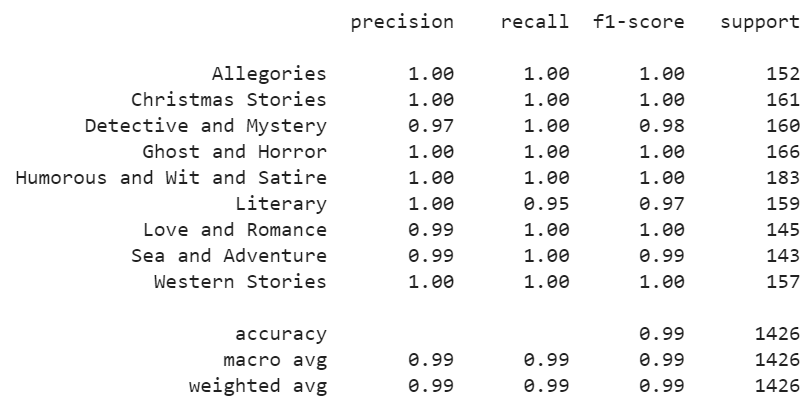 precision recall f1-score support
Allegories 1.00 1.00 1.00 152
Christmas Stories 1.00 1.00 1.00 161
Detective and Mystery 0.97 1.00 0.98 160
Ghost and Horror 1.00 1.00 1.00 166
Humorous and Wit and Satire 1.00 1.00 1.00 183
Literary 1.00 0.95 0.97 159
Love and Romance 0.99 1.00 1.00 145
Sea and Adventure 0.99 1.00 0.99 143
Western Stories 1.00 1.00 1.00 157
accuracy 0.99 1426
macro avg 0.99 0.99 0.99 1426
weighted avg 0.99 0.99 0.99 1426